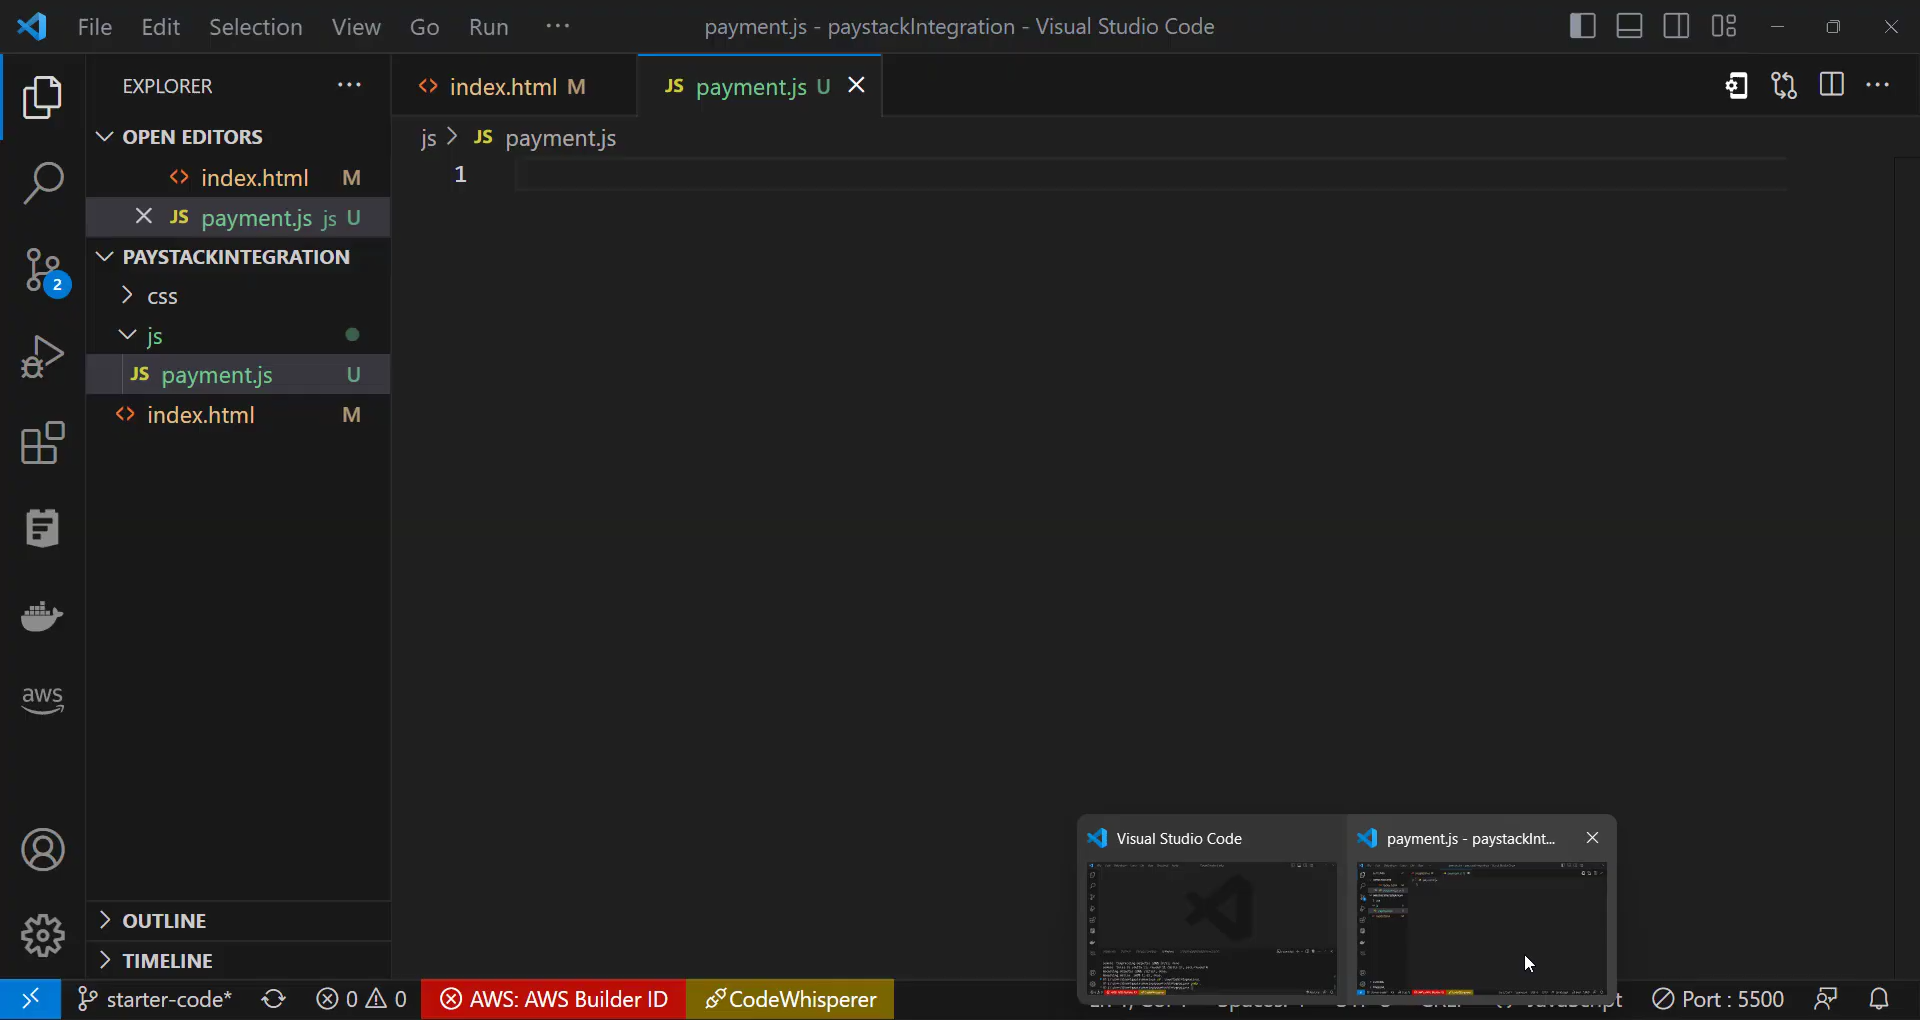 File Edit Selection View Go Run ··· payment.js - paystackIntegration - Visual Studio Code
EXPLORER ···
OPEN EDITORS
index.html M
JS payment.js js U
PAYSTACKINTEGRATION
css
js
JS payment.js U
index.html M
OUTLINE
TIMELINE
index.html M
JS payment.js U
js > JS payment.js
1
2
aws
Visual Studio Code
payment.js - paystackInt...
starter-code* 0 0 AWS: AWS Builder ID CodeWhisperer Port : 5500